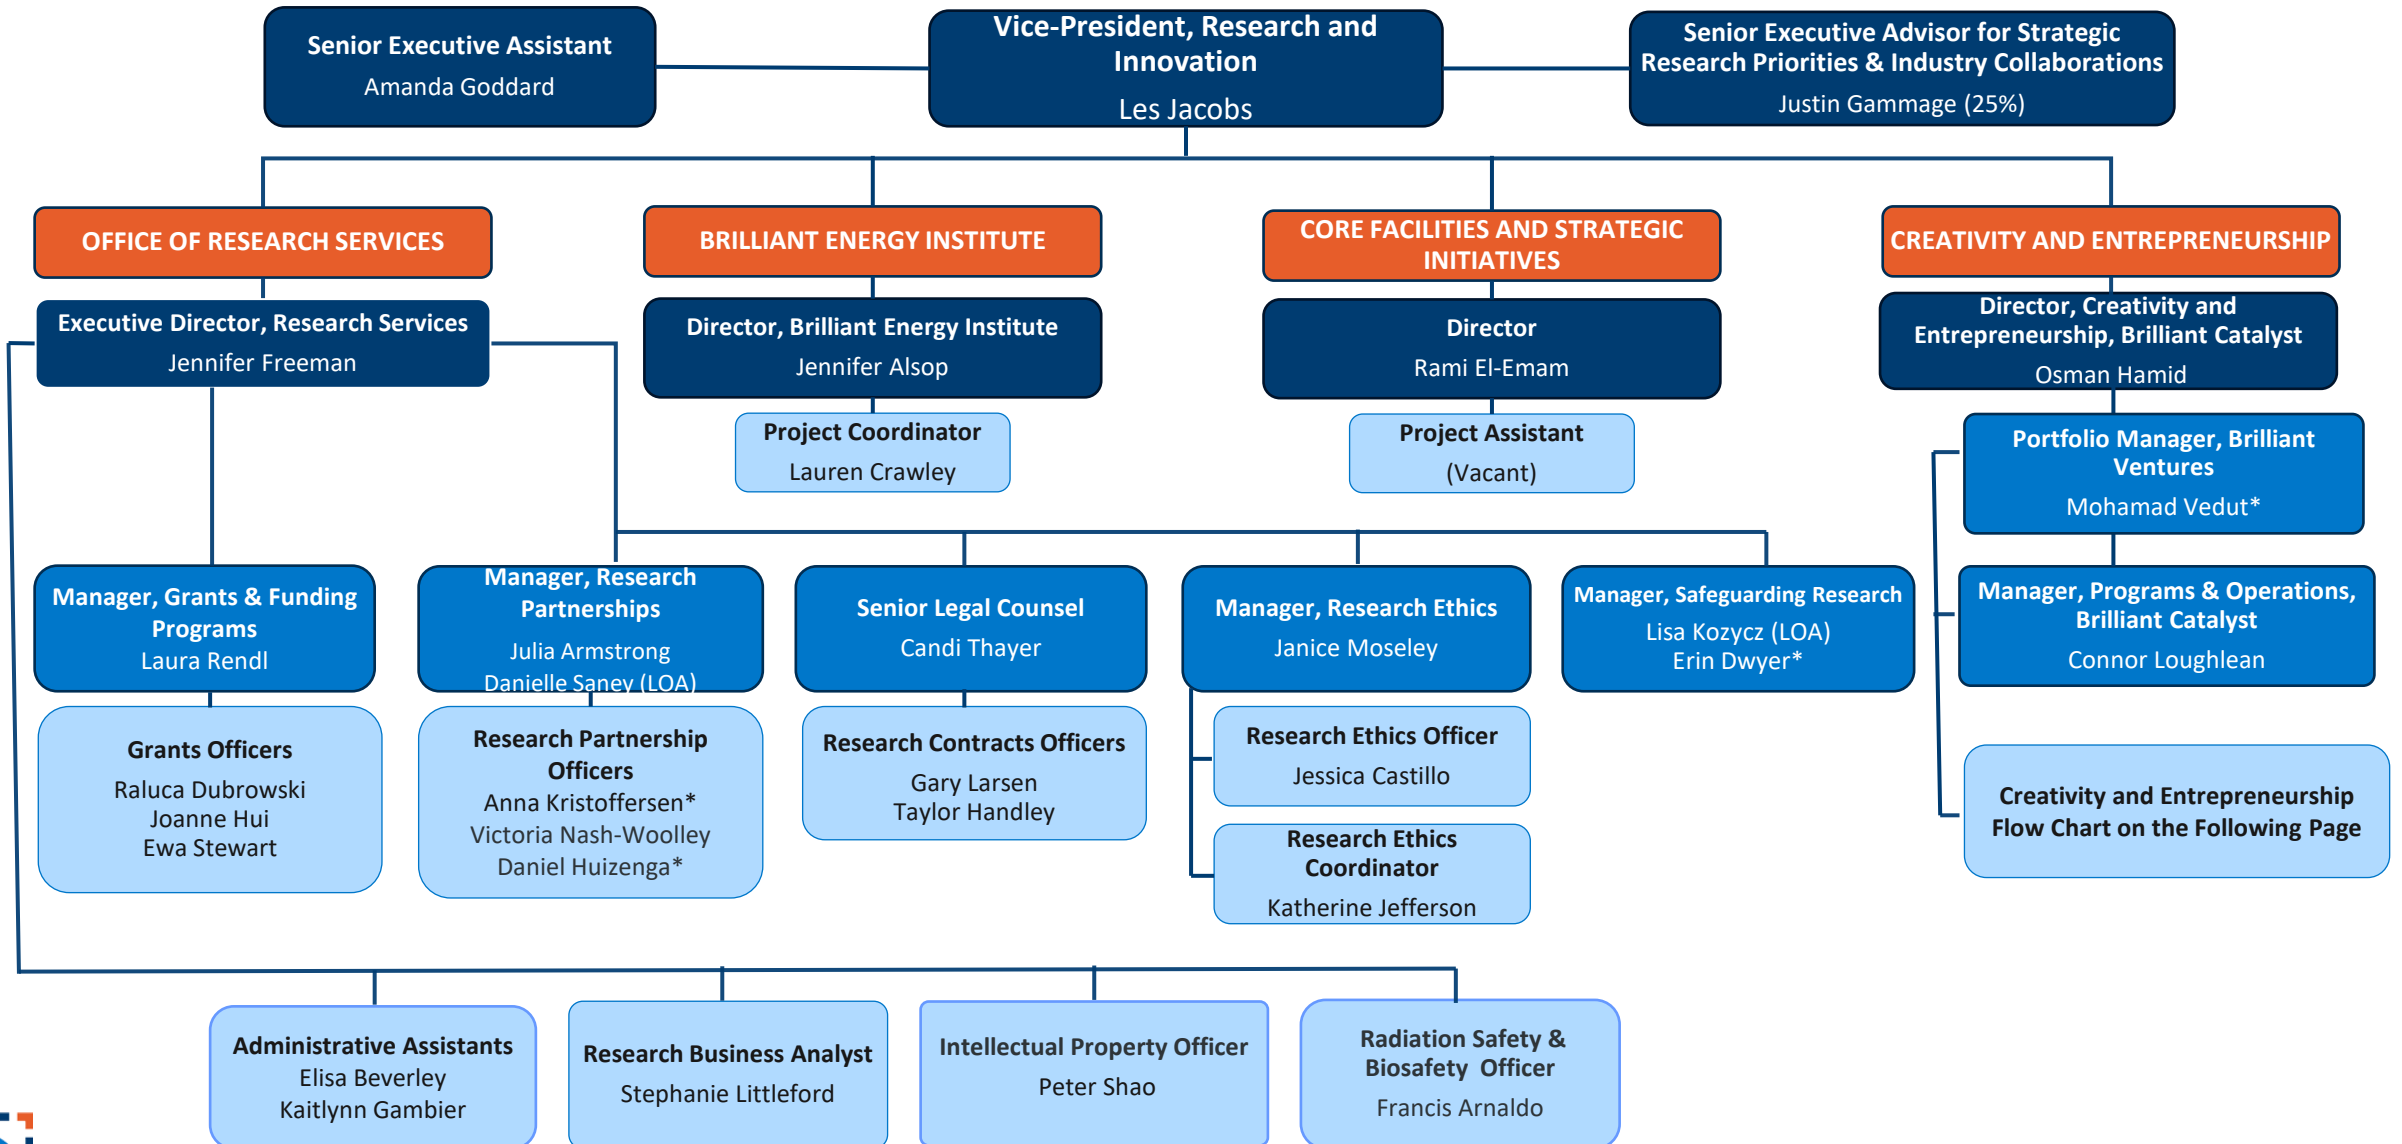 Senior Executive Assistant
Amanda Goddard
Vice-President, Research and
Innovation
Les Jacobs
Senior Executive Advisor for Strategic
Research Priorities & Industry Collaborations
Justin Gammage (25%)
OFFICE OF RESEARCH SERVICES
BRILLIANT ENERGY INSTITUTE
CORE FACILITIES AND STRATEGIC
INITIATIVES
CREATIVITY AND ENTREPRENEURSHIP
Executive Director, Research Services
Jennifer Freeman
Director, Brilliant Energy Institute
Jennifer Alsop
Director
Rami El-Emam
Director, Creativity and
Entrepreneurship, Brilliant Catalyst
Osman Hamid
Project Coordinator
Lauren Crawley
Project Assistant
(Vacant)
Portfolio Manager, Brilliant
Ventures
Mohamad Vedut*
Manager, Grants & Funding
Programs
Laura Rendl
Manager, Research
Partnerships
Julia Armstrong
Danielle Saney (LOA)
Senior Legal Counsel
Candi Thayer
Manager, Research Ethics
Janice Moseley
Manager, Safeguarding Research
Lisa Kozycz (LOA)
Erin Dwyer*
Manager, Programs & Operations,
Brilliant Catalyst
Connor Loughlean
Grants Officers
Raluca Dubrowski
Joanne Hui
Ewa Stewart
Research Partnership
Officers
Anna Kristoffersen*
Victoria Nash-Woolley
Daniel Huizenga*
Research Contracts Officers
Gary Larsen
Taylor Handley
Research Ethics Officer
Jessica Castillo
Research Ethics
Coordinator
Katherine Jefferson
Creativity and Entrepreneurship
Flow Chart on the Following Page
Administrative Assistants
Elisa Beverley
Kaitlynn Gambier
Research Business Analyst
Stephanie Littleford
Intellectual Property Officer
Peter Shao
Radiation Safety &
Biosafety Officer
Francis Arnaldo